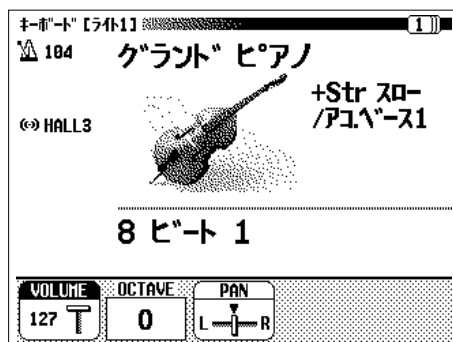 キーボード [ライト1]
1
104
グランド ピアノ
+Str スロー
/アコ.ベース1
HALL3
8 ビート 1
VOLUME
OCTAVE
PAN
127
0
L
R